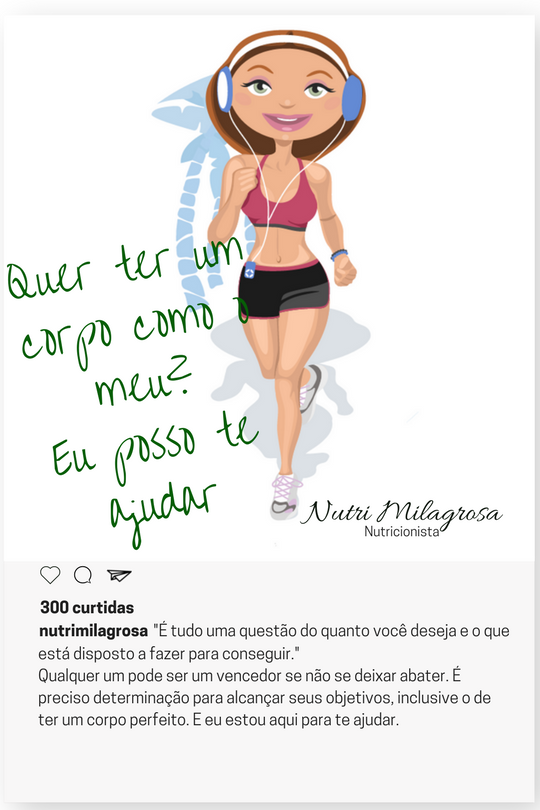 Quer ter um
corpo como o
meu?
Eu posso te
ajudar
Nutri Milagrosa
Nutricionista
300 curtidas
nutrimilagrosa "É tudo uma questão do quanto você deseja e o que
está disposto a fazer para conseguir."
Qualquer um pode ser um vencedor se não se deixar abater. É
preciso determinação para alcançar seus objetivos, inclusive o de
ter um corpo perfeito. E eu estou aqui para te ajudar.